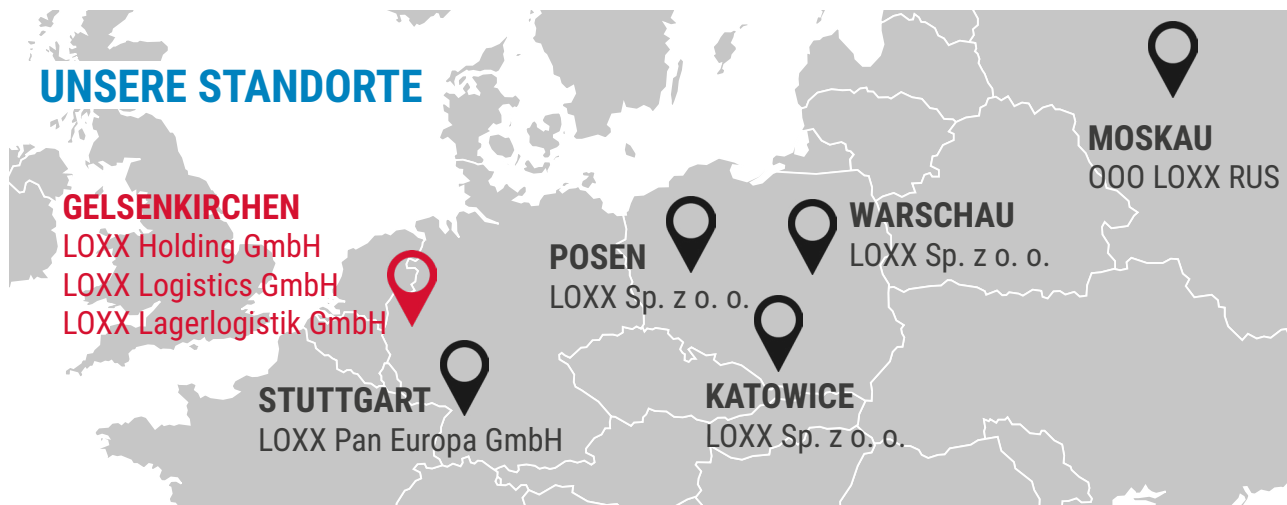 UNSERE STANDORTE
MOSKAU
OOO LOXX RUS
GELSENKIRCHEN
LOXX Holding GmbH
LOXX Logistics GmbH
LOXX Lagerlogistik GmbH
WARSCHAU
LOXX Sp. z o. o.
POSEN
LOXX Sp. z o. o.
STUTTGART
LOXX Pan Europa GmbH
KATOWICE
LOXX Sp. z o. o.